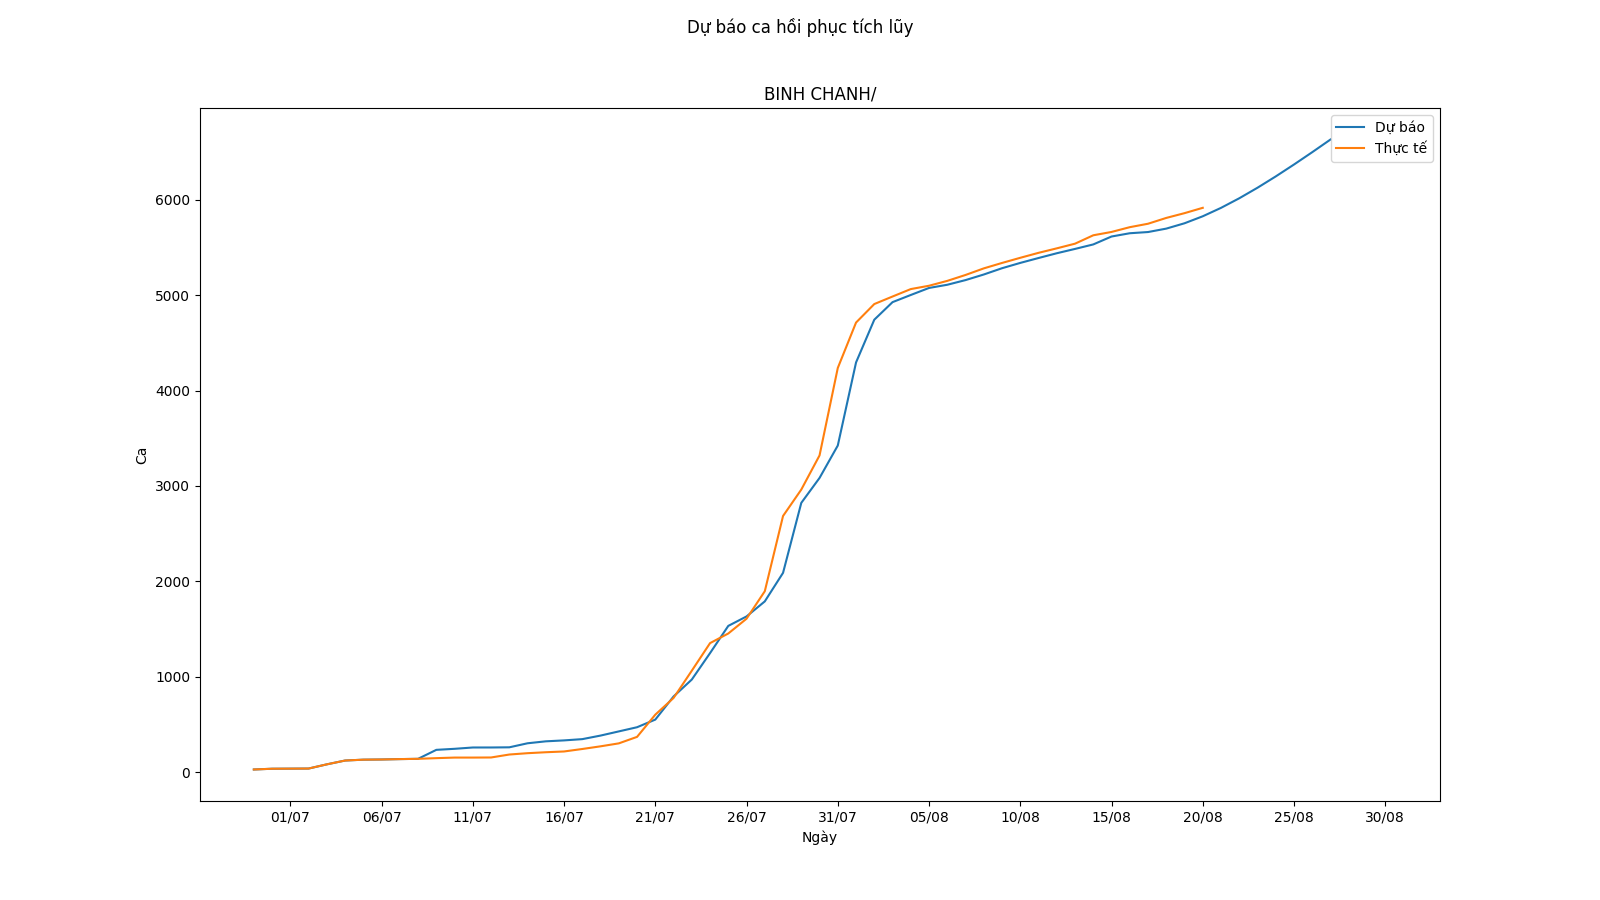 Dự báo ca hồi phục tích lũy
BINH CHANH/
Dự báo
Thực tế
6000
5000
4000
3000
2000
1000
0
Ca
01/07 06/07 11/07 16/07 21/07 26/07 31/07 05/08 10/08 15/08 20/08 25/08 30/08
Ngày